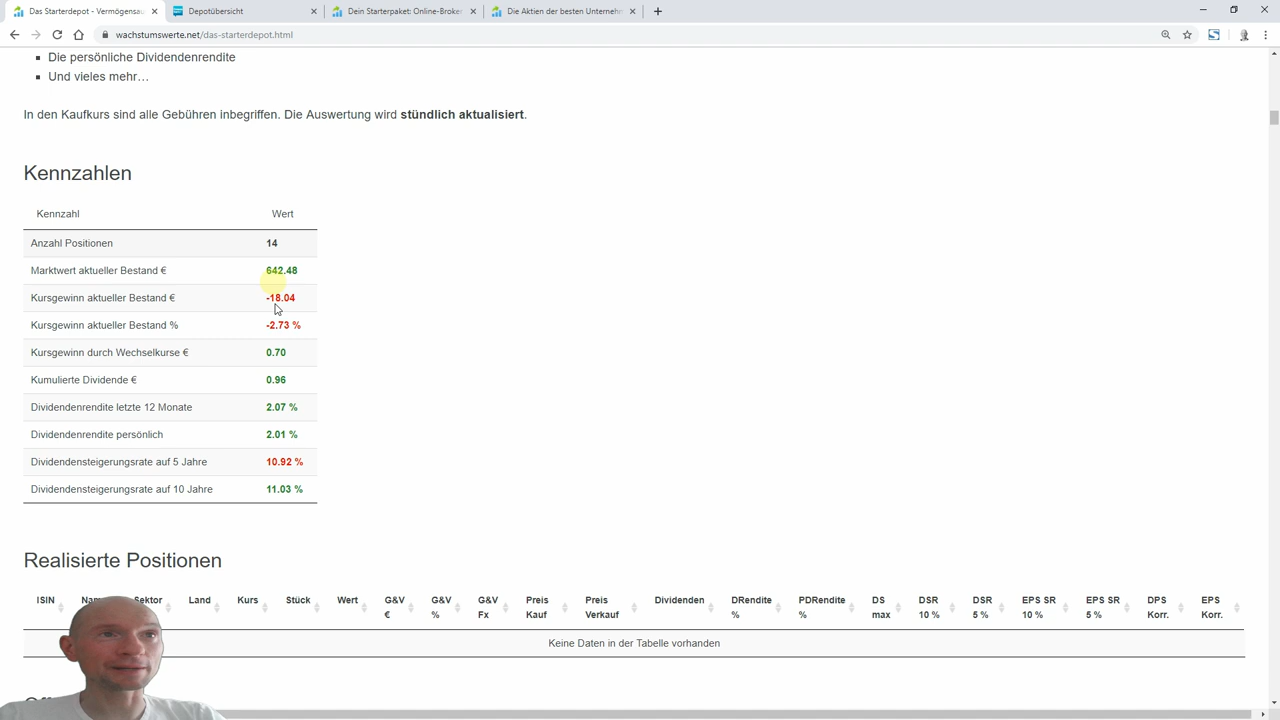 Das Starterdepot - Vermögensau
Depotübersicht
Dein Starterpaket: Online-Broker
Die Aktien der besten Unternehm
wachstumswerte.net/das-starterdepot.html
Die persönliche Dividendenrendite
Und vieles mehr…
In den Kaufkurs sind alle Gebühren inbegriffen. Die Auswertung wird stündlich aktualisiert.
Kennzahlen
Kennzahl Wert
Anzahl Positionen 14
Marktwert aktueller Bestand € 642.48
Kursgewinn aktueller Bestand € -18.04
Kursgewinn aktueller Bestand % -2.73 %
Kursgewinn durch Wechselkurse € 0.70
Kumulierte Dividende € 0.96
Dividendenrendite letzte 12 Monate 2.07 %
Dividendenrendite persönlich 2.01 %
Dividendensteigerungsrate auf 5 Jahre 10.92 %
Dividendensteigerungsrate auf 10 Jahre 11.03 %
Realisierte Positionen
ISIN Nam Sektor Land Kurs Stück Wert G&V € G&V % G&V Fx Preis Kauf Preis Verkauf Dividenden DRendite % PDRendite % DS max DSR 10 % DSR 5 % EPS SR 10 % EPS SR 5 % DPS Korr. EPS Korr.
Keine Daten in der Tabelle vorhanden